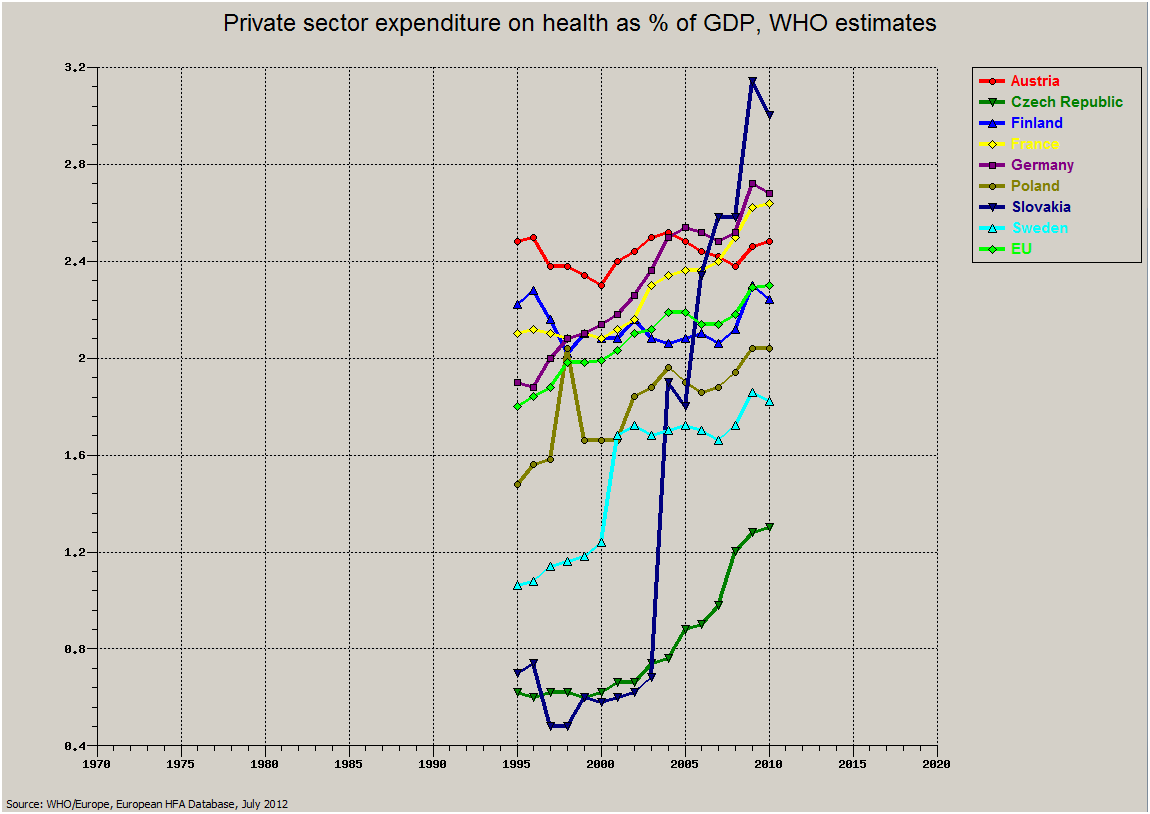 Private sector expenditure on health as % of GDP, WHO estimates
3.2
2.8
2.4
2
1.6
1.2
0.8
0.4
1970 1975 1980 1985 1990 1995 2000 2005 2010 2015 2020
Austria
Czech Republic
Finland
France
Germany
Poland
Slovakia
Sweden
EU
Source: WHO/Europe, European HFA Database, July 2012